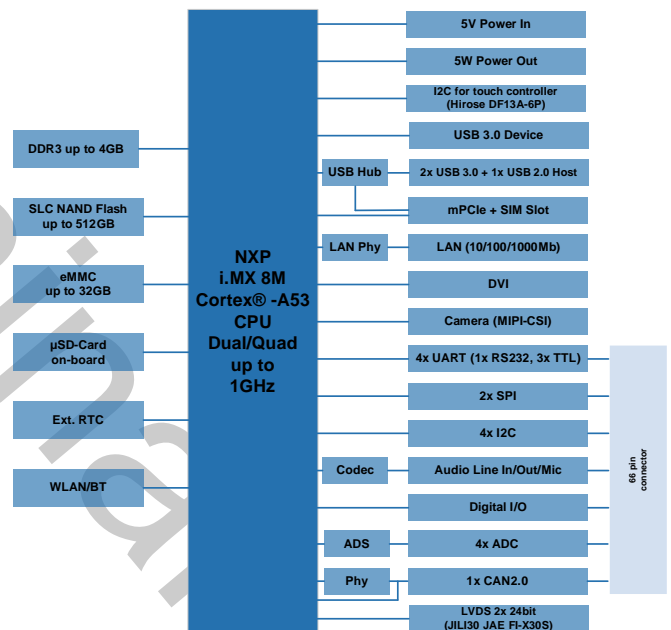 5V Power In
5W Power Out
I2C for touch controller
(Hirose DF13A-6P)
USB 3.0 Device
USB Hub
2x USB 3.0 + 1x USB 2.0 Host
mPCIe + SIM Slot
LAN Phy
LAN (10/100/1000Mb)
DVI
Camera (MIPI-CSI)
4x UART (1x RS232, 3x TTL)
2x SPI
4x I2C
Codec
Audio Line In/Out/Mic
Digital I/O
ADS
4x ADC
Phy
1x CAN2.0
LVDS 2x 24bit
(JILI30 JAE FI-X30S)
DDR3 up to 4GB
SLC NAND Flash
up to 512GB
eMMC
up to 32GB
µSD-Card
on-board
Ext. RTC
WLAN/BT
NXP
i.MX 8M
Cortex® -A53
CPU
Dual/Quad
up to
1GHz
66 pin
connector